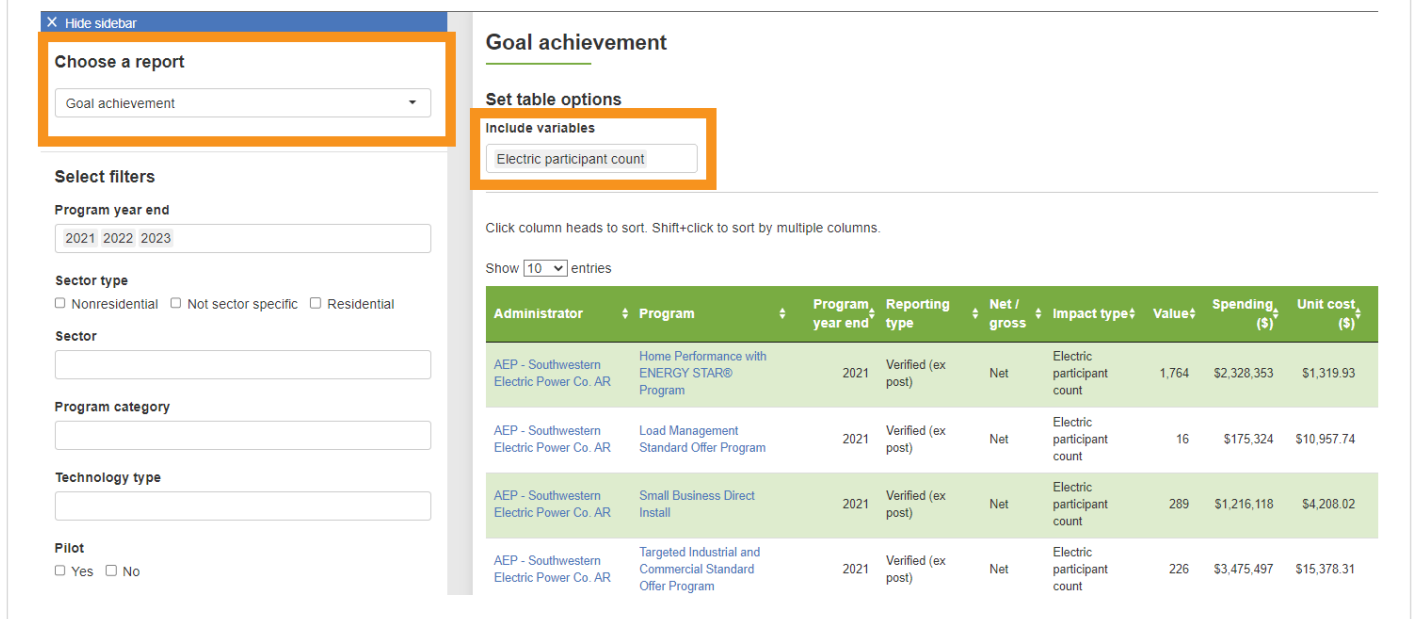 Hide sidebar
Choose a report
Goal achievement
Select filters
Program year end
2021 2022 2023
Sector type
Nonresidential Not sector specific Residential
Sector
Program category
Technology type
Pilot
Yes No
Goal achievement
Set table options
Include variables
Electric participant count
Click column heads to sort. Shift+click to sort by multiple columns.
Show 10 entries
Administrator Program Program year end Reporting type Net / gross Impact type Value Spending ($) Unit cost ($)
AEP - Southwestern Electric Power Co. AR Home Performance with ENERGY STAR® Program 2021 Verified (ex post) Net Electric participant count 1,764 $2,328,353 $1,319.93
AEP - Southwestern Electric Power Co. AR Load Management Standard Offer Program 2021 Verified (ex post) Net Electric participant count 16 $175,324 $10,957.74
AEP - Southwestern Electric Power Co. AR Small Business Direct Install 2021 Verified (ex post) Net Electric participant count 289 $1,216,118 $4,208.02
AEP - Southwestern Electric Power Co. AR Targeted Industrial and Commercial Standard Offer Program 2021 Verified (ex post) Net Electric participant count 226 $3,475,497 $15,378.31